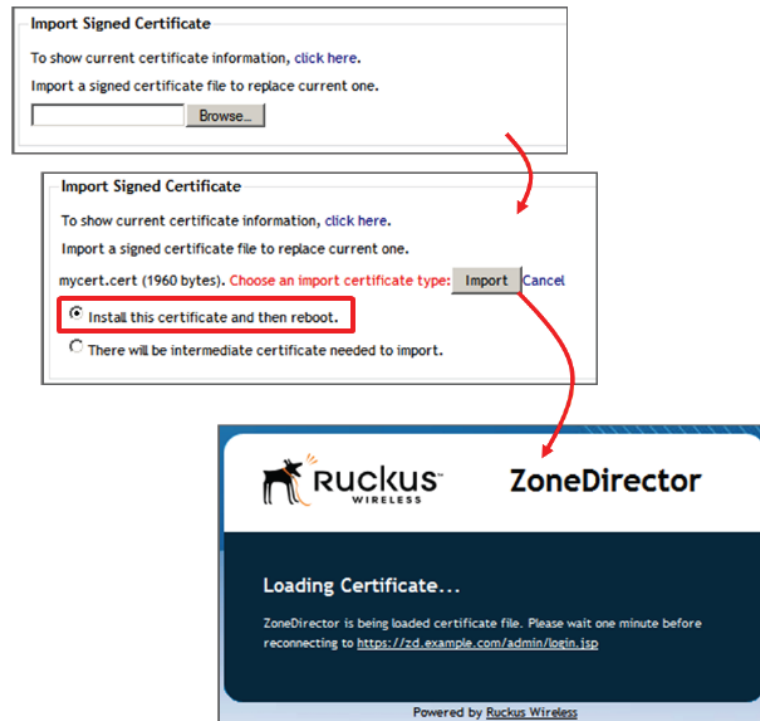 Import Signed Certificate
To show current certificate information, click here.
Import a signed certificate file to replace current one.
Browse...
Import Signed Certificate
To show current certificate information, click here.
Import a signed certificate file to replace current one.
mycert.cert (1960 bytes). Choose an import certificate type: Import Cancel
Install this certificate and then reboot.
There will be intermediate certificate needed to import.
Ruckus™ ZoneDirector
WIRELESS
Loading Certificate...
ZoneDirector is being loaded certificate file. Please wait one minute before
reconnecting to https://zd.example.com/admin/login.jsp
Powered by Ruckus Wireless